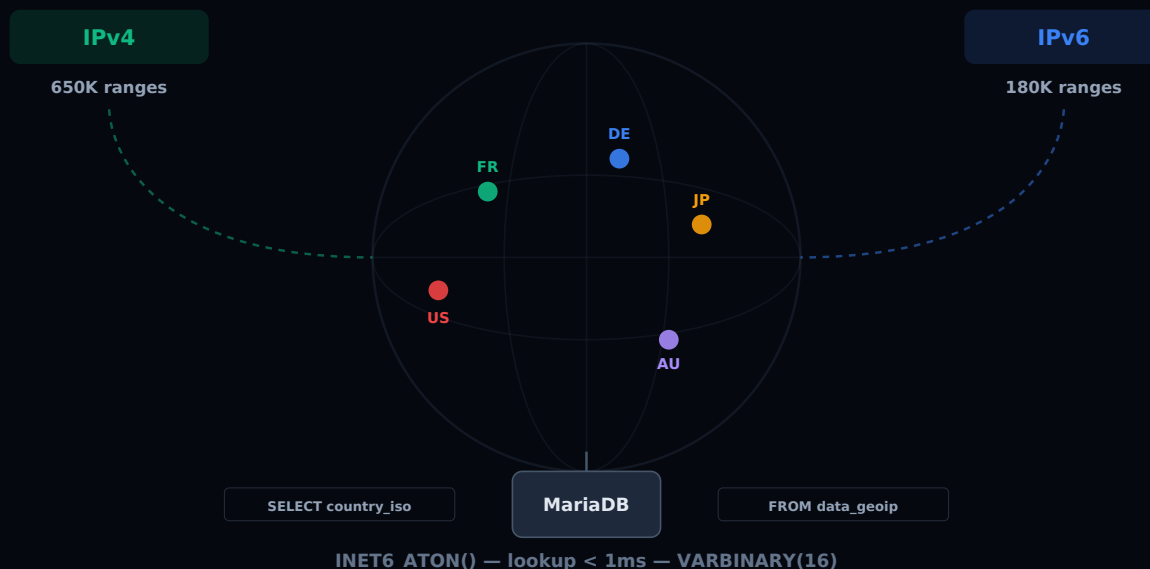 IPv4
IPv6
650K ranges
180K ranges
DE
FR
JP
US
AU
SELECT country_iso
MariaDB
FROM data_geoip
INET6_ATON() — lookup < 1ms — VARBINARY(16)